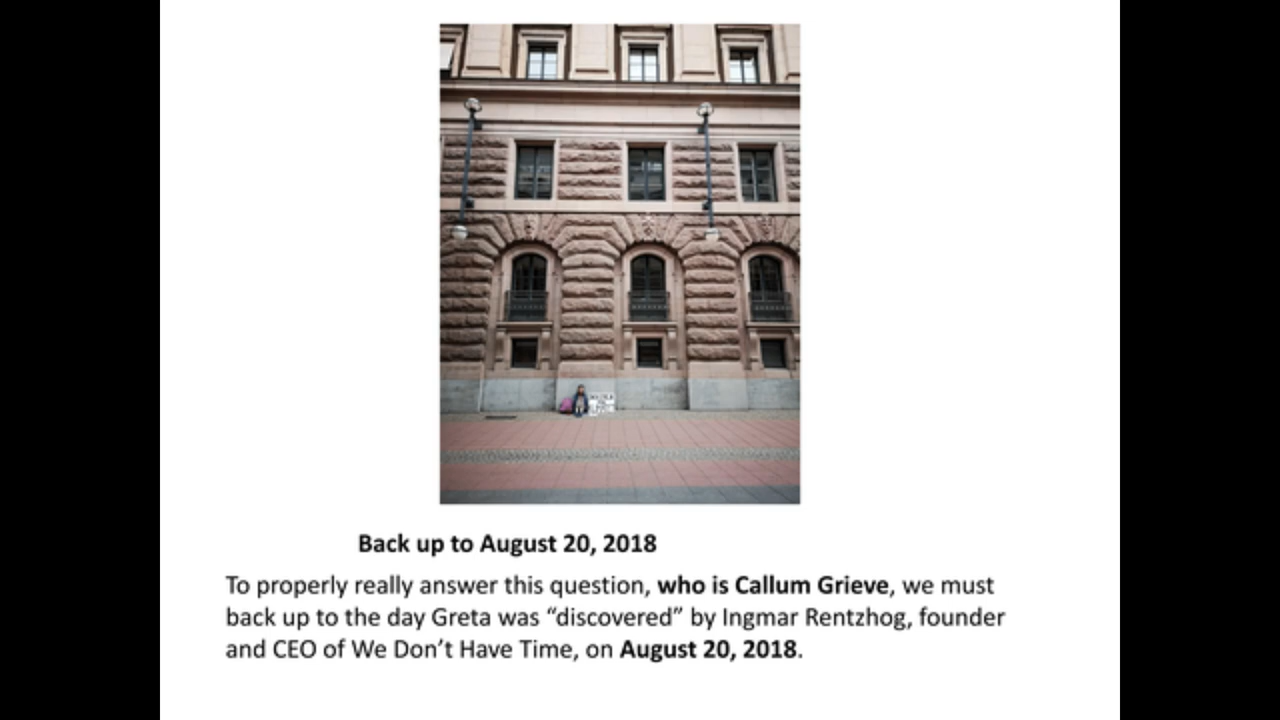 Back up to August 20, 2018
To properly really answer this question, who is Callum Grieve, we must
back up to the day Greta was “discovered” by Ingmar Rentzhog, founder
and CEO of We Don’t Have Time, on August 20, 2018.